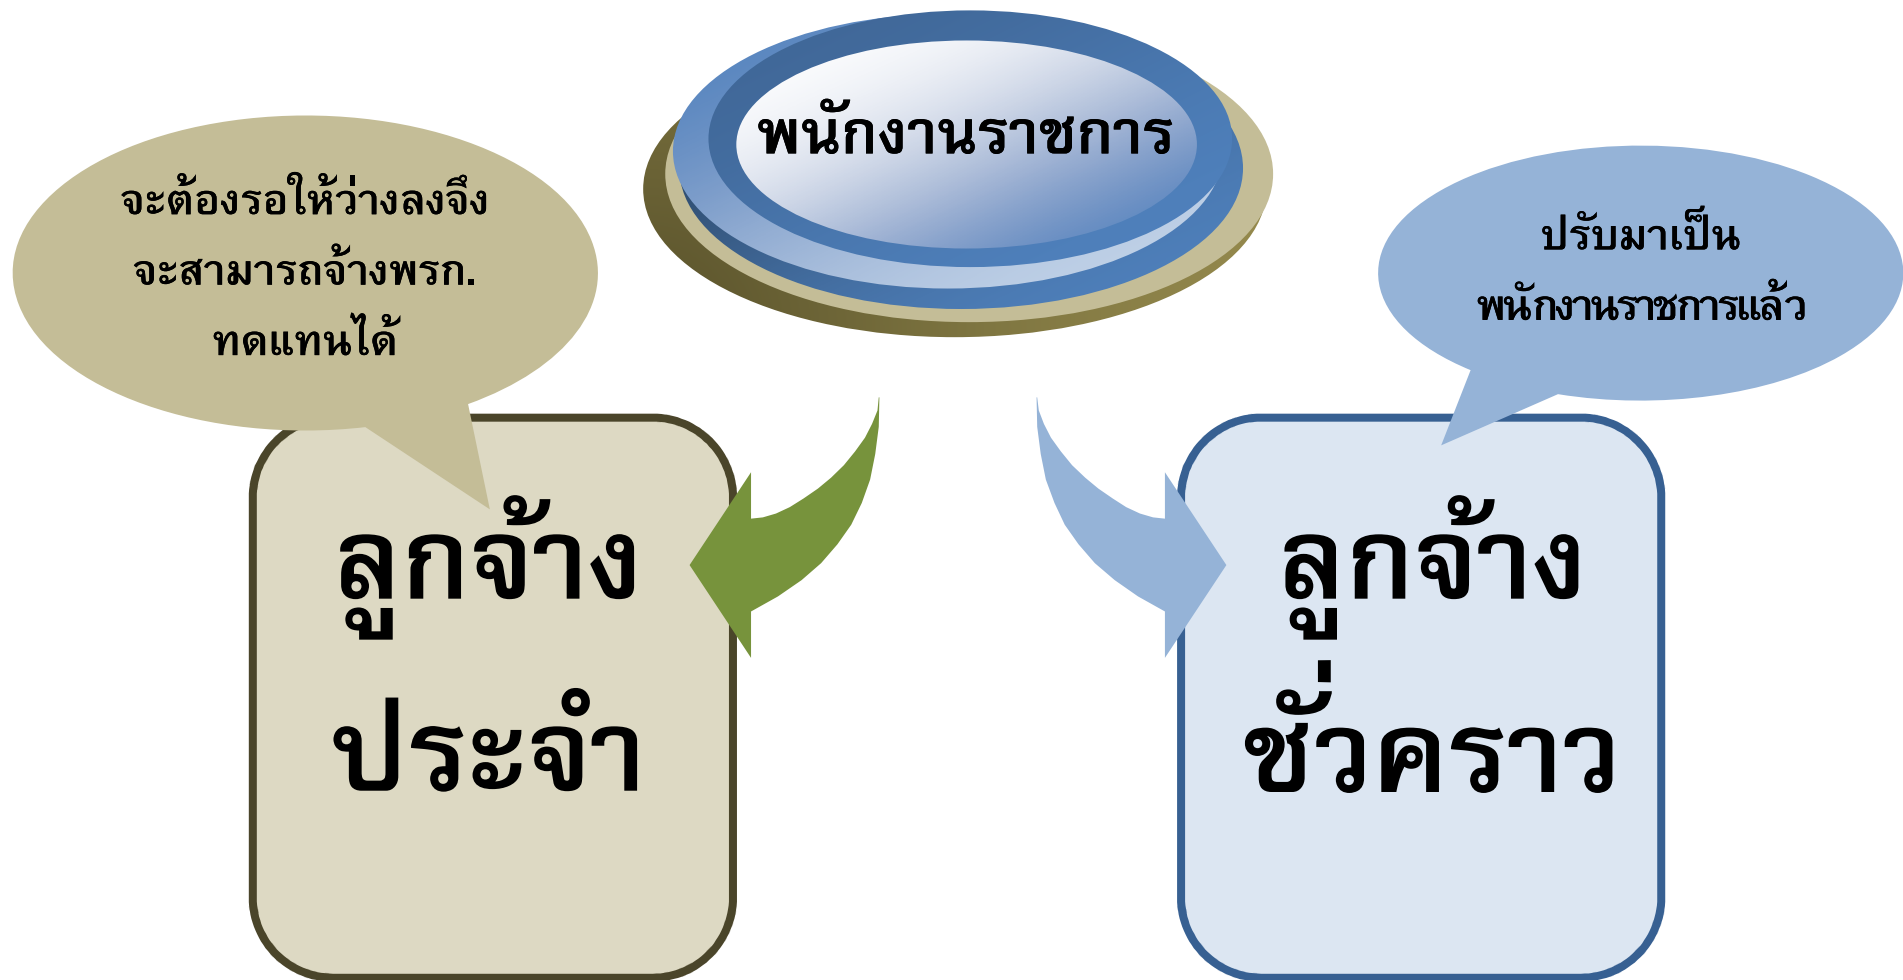 พนักงานราชการ
จะต้องรอให้ว่างลงจึง
จะสามารถจ้างพรก.
ทดแทนได้
ปรับมาเป็น
พนักงานราชการแล้ว
ลูกจ้าง
ประจำ
ลูกจ้าง
ชั่วคราว